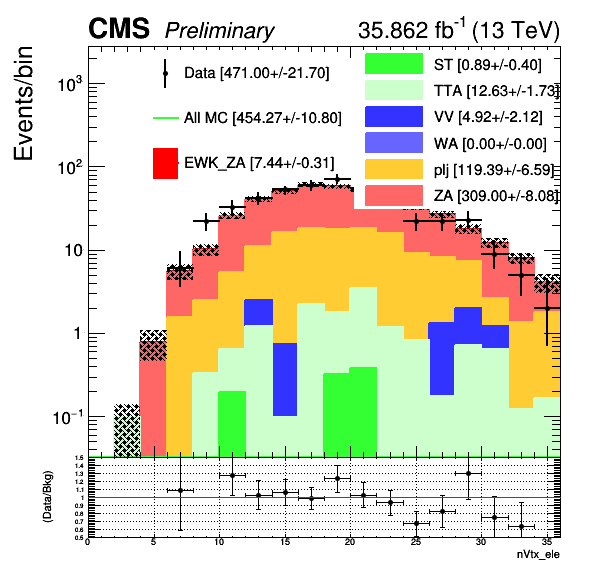 CMS Preliminary 35.862 fb⁻¹ (13 TeV)
Events/bin
10³
10²
10
1
10⁻¹
Data [471.00+/-21.70]
All MC [454.27+/-10.80]
EWK_ZA [7.44+/-0.31]
ST [0.89+/-0.40]
TTA [12.63+/-1.73]
VV [4.92+/-2.12]
WA [0.00+/-0.00]
plj [119.39+/-6.59]
ZA [309.00+/-8.08]
(Data/Bkg)
1.5
1.4
1.3
1.2
1.1
1
0.9
0.8
0.7
0.6
0.5
0 5 10 15 20 25 30 35
nVtx_ele